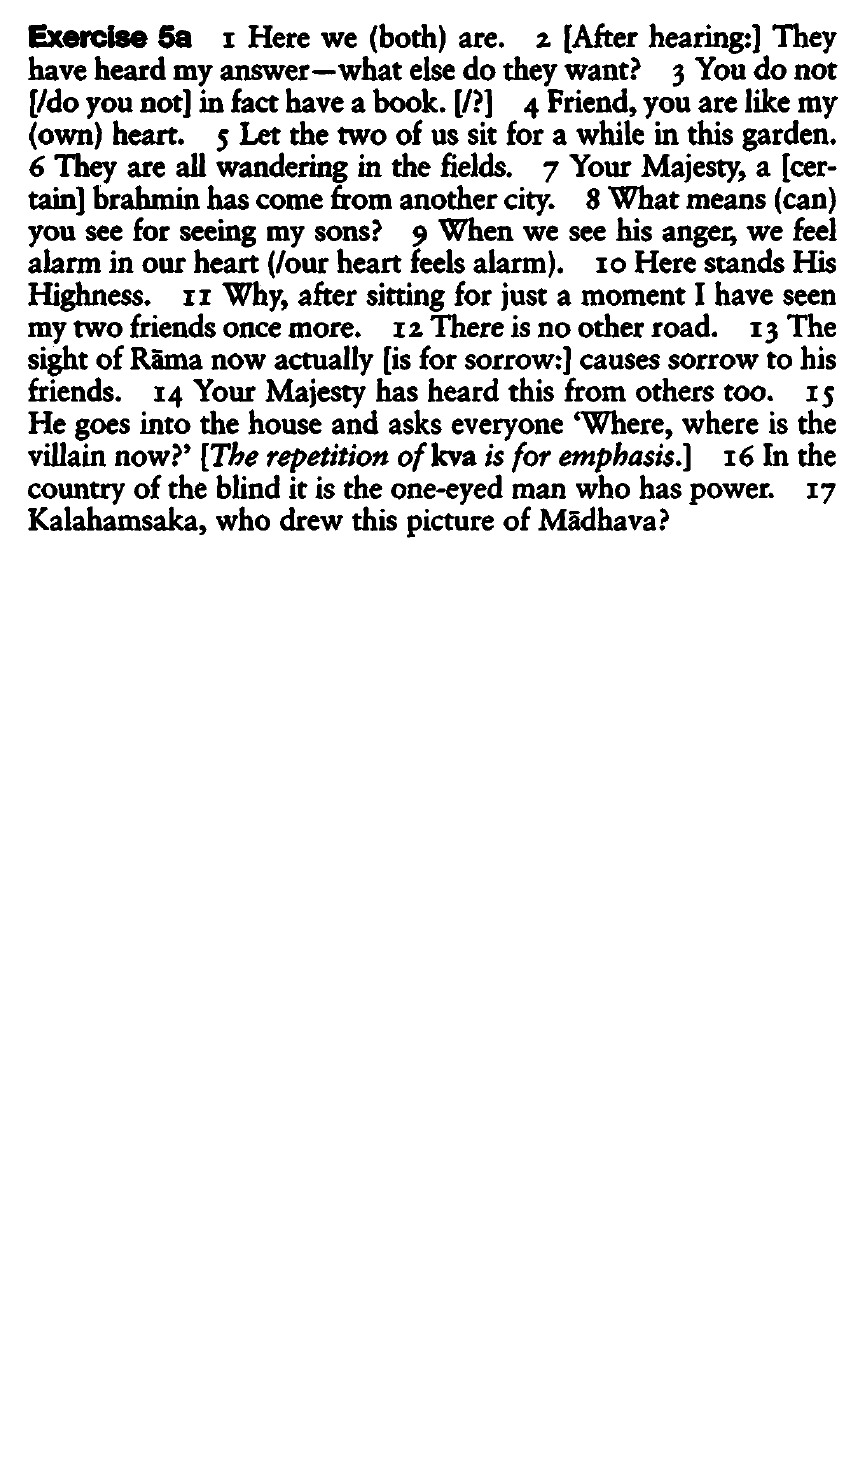 Exercise 5a 1 Here we (both) are. 2 [After hearing:] They
have heard my answer—what else do they want? 3 You do not
[/do you not] in fact have a book. [/?] 4 Friend, you are like my
(own) heart. 5 Let the two of us sit for a while in this garden.
6 They are all wandering in the fields. 7 Your Majesty, a [cer-
tain] brahmin has come from another city. 8 What means (can)
you see for seeing my sons? 9 When we see his anger, we feel
alarm in our heart (/our heart feels alarm). 10 Here stands His
Highness. 11 Why, after sitting for just a moment I have seen
my two friends once more. 12 There is no other road. 13 The
sight of Rāma now actually [is for sorrow:] causes sorrow to his
friends. 14 Your Majesty has heard this from others too. 15
He goes into the house and asks everyone ‘Where, where is the
villain now?’ [The repetition of kva is for emphasis.] 16 In the
country of the blind it is the one-eyed man who has power. 17
Kalahamsaka, who drew this picture of Mādhava?